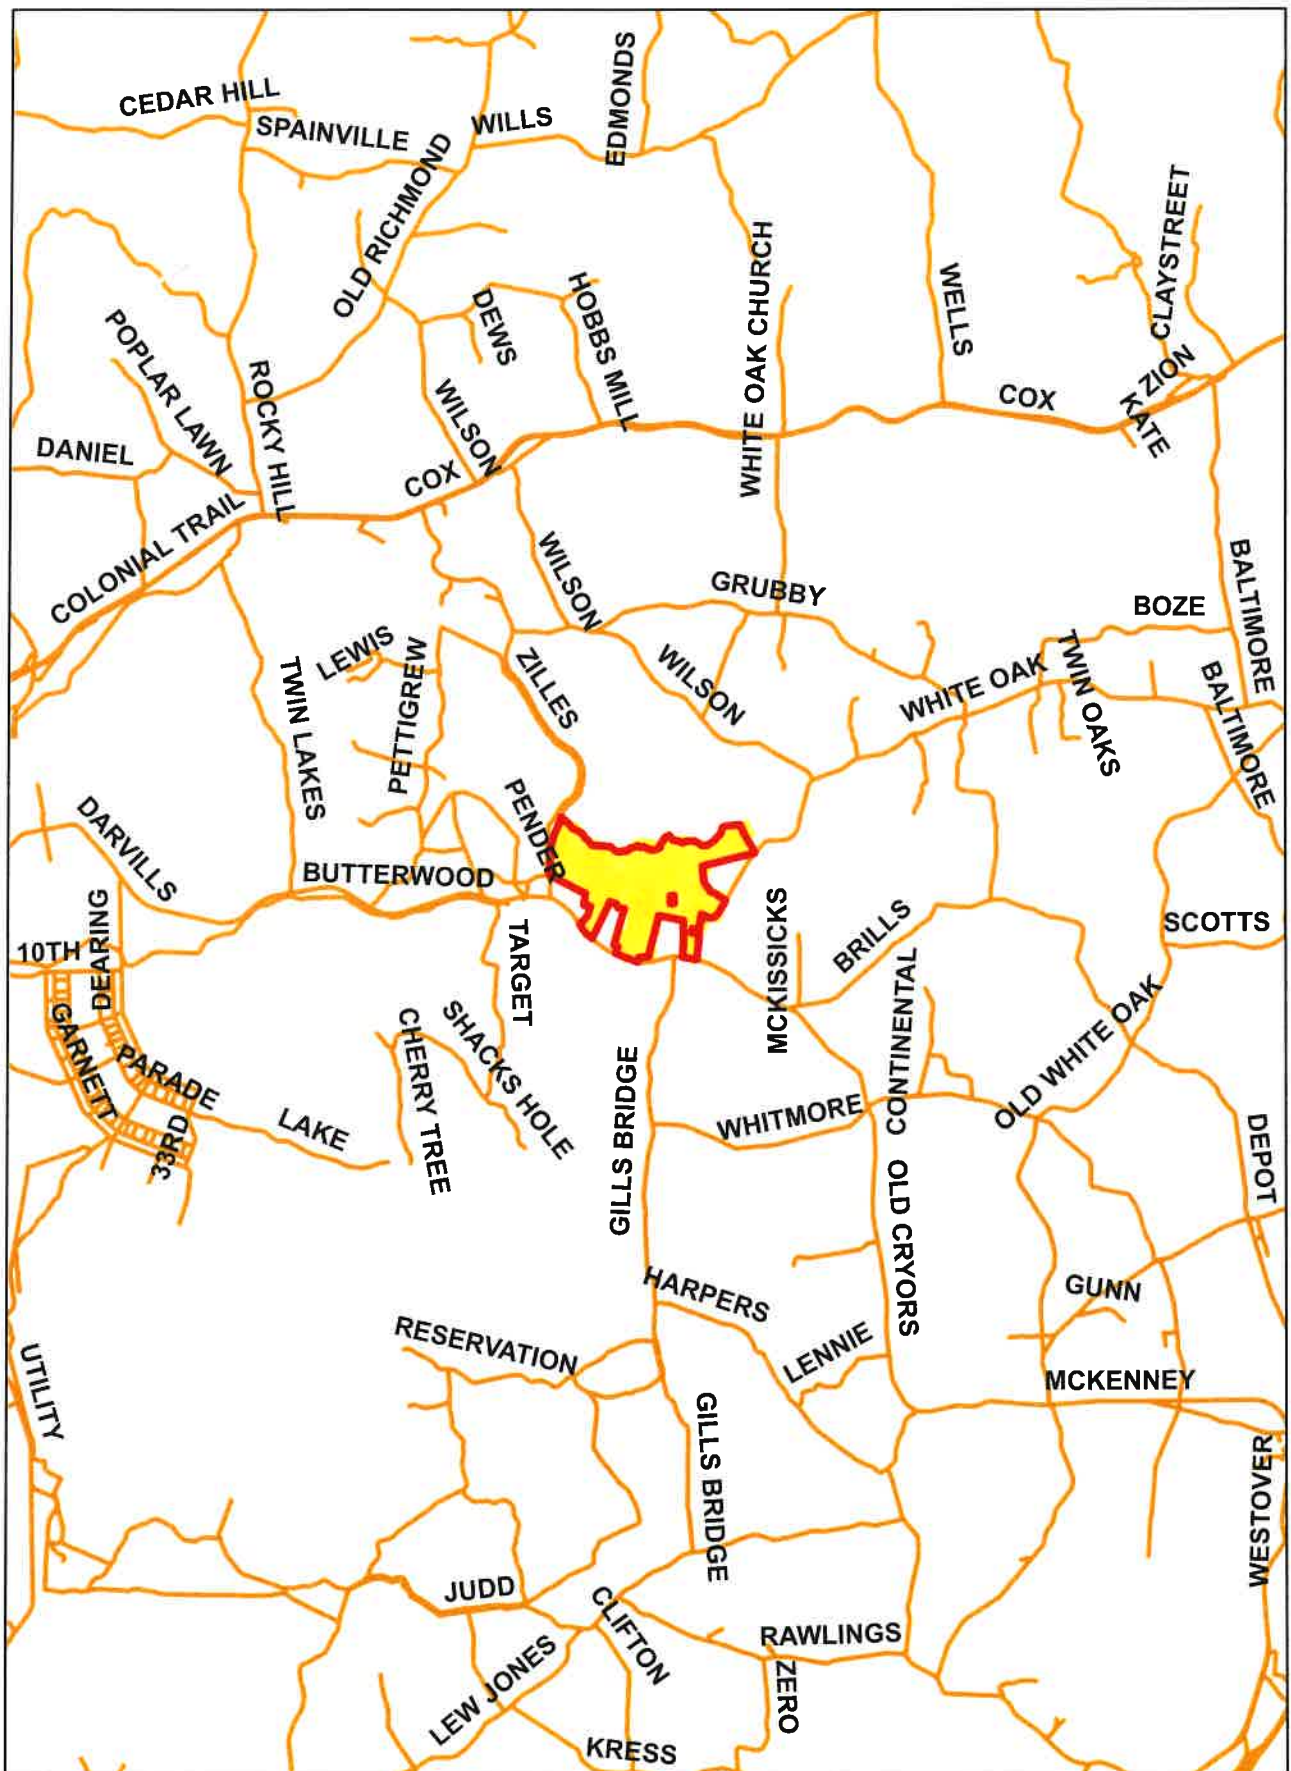 EDMONDS
CEDAR HILL
SPAINVILLE
WILLS
OLD RICHMOND
CLAYSTREET
WHITE OAK CHURCH
WELLS
DEWS
HOBBS MILL
POPLAR LAWN
ROCKY HILL
WILSON
ZION
KATE
COX
DANIEL
COX
COLONIAL TRAIL
WILSON
GRUBBY
BOZE
BALTIMORE
LEWIS
TWIN LAKES
PETTIGREW
ZILLES
WILSON
WHITE OAK
TWIN OAKS
BALTIMORE
DARVILLS
PENDER
BUTTERWOOD
DEARING
10TH
TARGET
MCKISSICKS
BRILLS
SCOTTS
CONTINENTAL
GARNETT
PARADE
33RD
LAKE
CHERRY TREE
SHACKS HOLE
GILLS BRIDGE
WHITMORE
OLD WHITE OAK
DEPOT
OLD CRYORS
HARPERS
GUNN
RESERVATION
LENNIE
MCKENNEY
UTILITY
GILLS BRIDGE
WESTOVER
JUDD
CLIFTON
RAWLINGS
LEW JONES
ZERO
KRESS